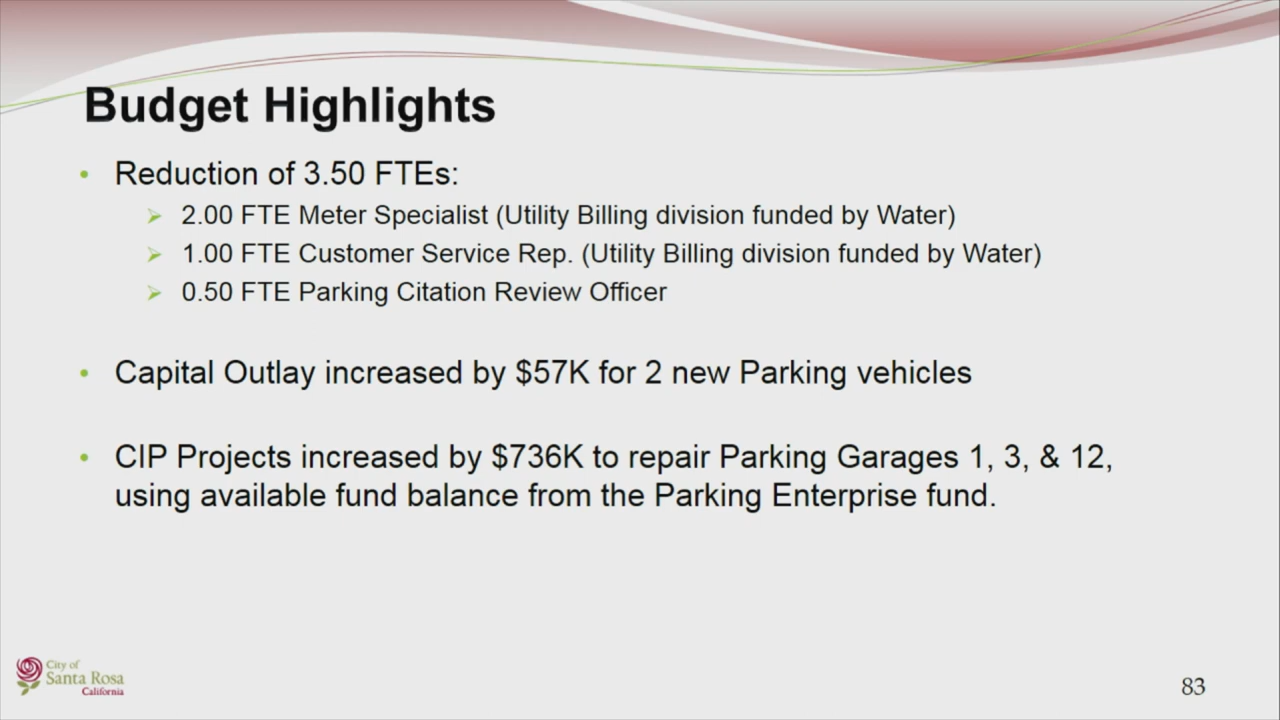 Budget Highlights
• Reduction of 3.50 FTEs:
➢ 2.00 FTE Meter Specialist (Utility Billing division funded by Water)
➢ 1.00 FTE Customer Service Rep. (Utility Billing division funded by Water)
➢ 0.50 FTE Parking Citation Review Officer
• Capital Outlay increased by $57K for 2 new Parking vehicles
• CIP Projects increased by $736K to repair Parking Garages 1, 3, & 12,
using available fund balance from the Parking Enterprise fund.
City of
Santa Rosa
California
83